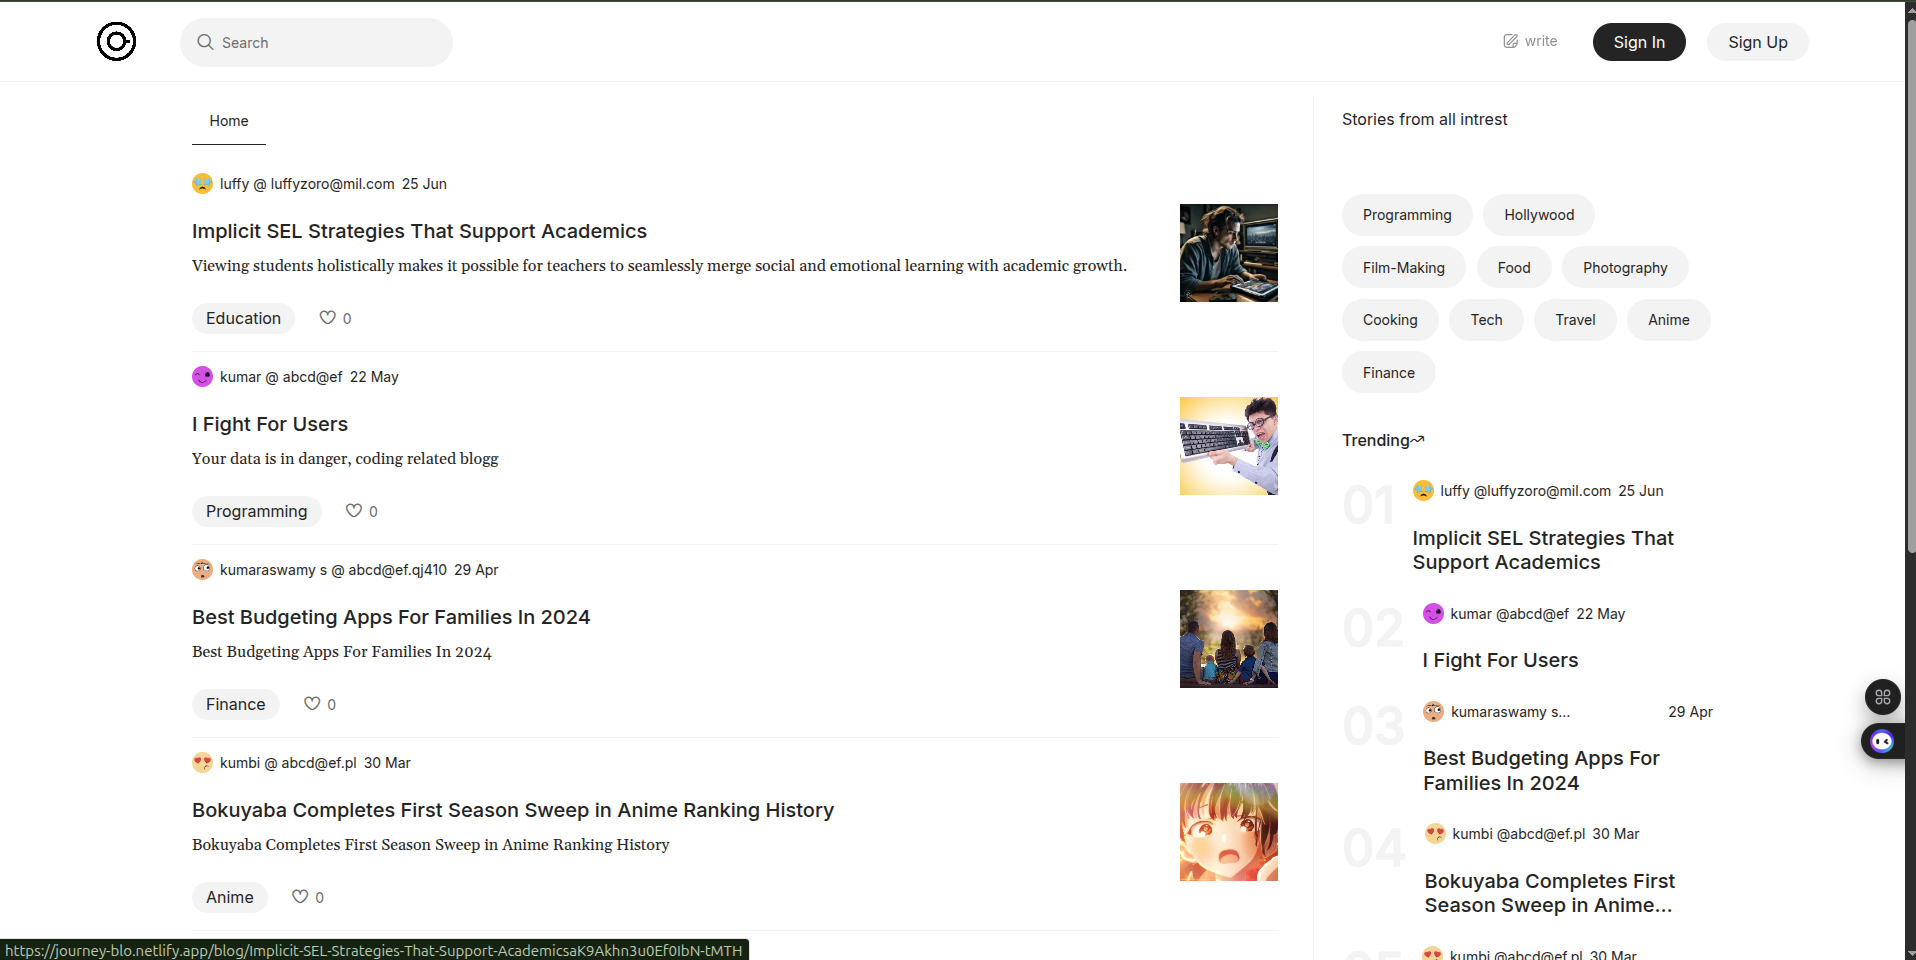 Search
write
Sign In
Sign Up
Home
luffy @ luffyzoro@mil.com 25 Jun
Implicit SEL Strategies That Support Academics
Viewing students holistically makes it possible for teachers to seamlessly merge social and emotional learning with academic growth.
Education
0
kumar @ abcd@ef 22 May
I Fight For Users
Your data is in danger, coding related blogg
Programming
0
kumaraswamy s @ abcd@ef.qj410 29 Apr
Best Budgeting Apps For Families In 2024
Best Budgeting Apps For Families In 2024
Finance
0
kumbi @ abcd@ef.pl 30 Mar
Bokuyaba Completes First Season Sweep in Anime Ranking History
Bokuyaba Completes First Season Sweep in Anime Ranking History
Anime
0
Stories from all intrest
Programming
Hollywood
Film-Making
Food
Photography
Cooking
Tech
Travel
Anime
Finance
Trending
01
luffy @luffyzoro@mil.com 25 Jun
Implicit SEL Strategies That
Support Academics
02
kumar @abcd@ef 22 May
I Fight For Users
03
kumaraswamy s... 29 Apr
Best Budgeting Apps For
Families In 2024
04
kumbi @abcd@ef.pl 30 Mar
Bokuyaba Completes First
Season Sweep in Anime...
05
kumbi @abcd@ef.pl 30 Mar
https://journey-blo.netlify.app/blog/Implicit-SEL-Strategies-That-Support-AcademicsaK9Akhn3u0Ef0IbN-tMTH